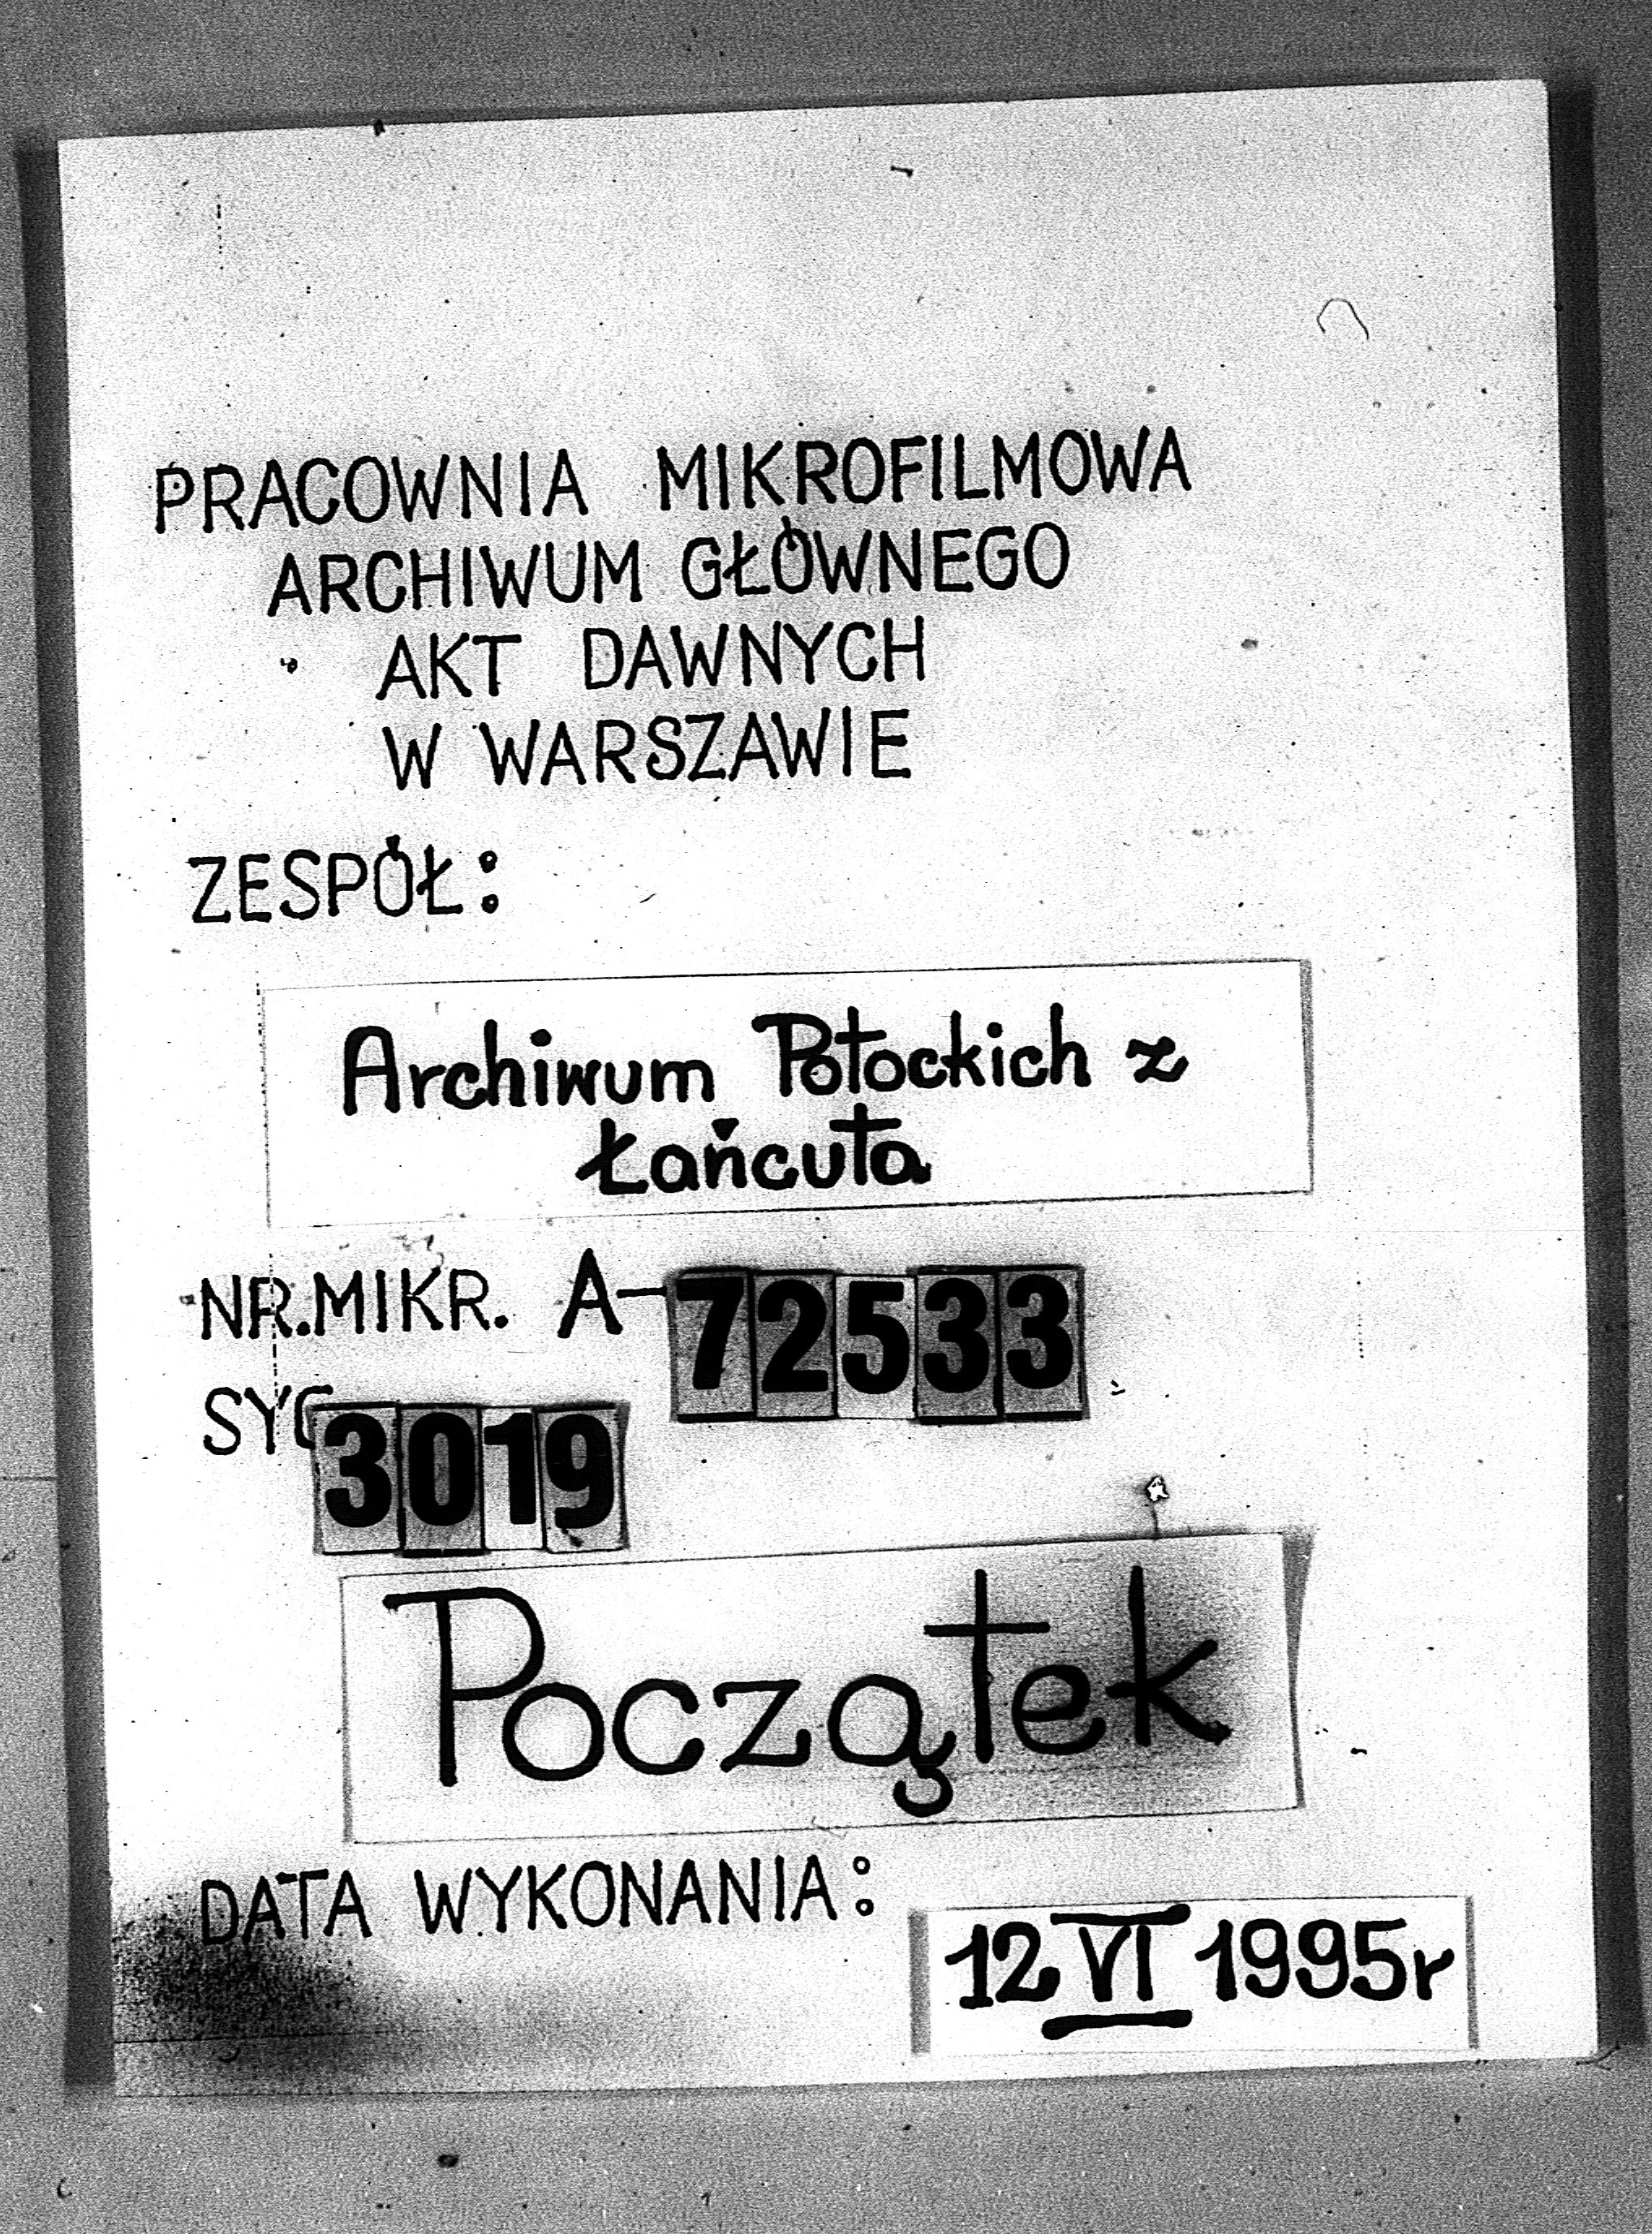 PRACOWNIA MIKROFILMOWA
ARCHIWUM GŁÓWNEGO
AKT DAWNYCH
W WARSZAWIE
ZESPÓŁ:
Archiwum Potockich z
Łańcuta
NR.MIKR. A-72533
SYG 3019
Początek
DATA WYKONANIA:
12 VI 1995r